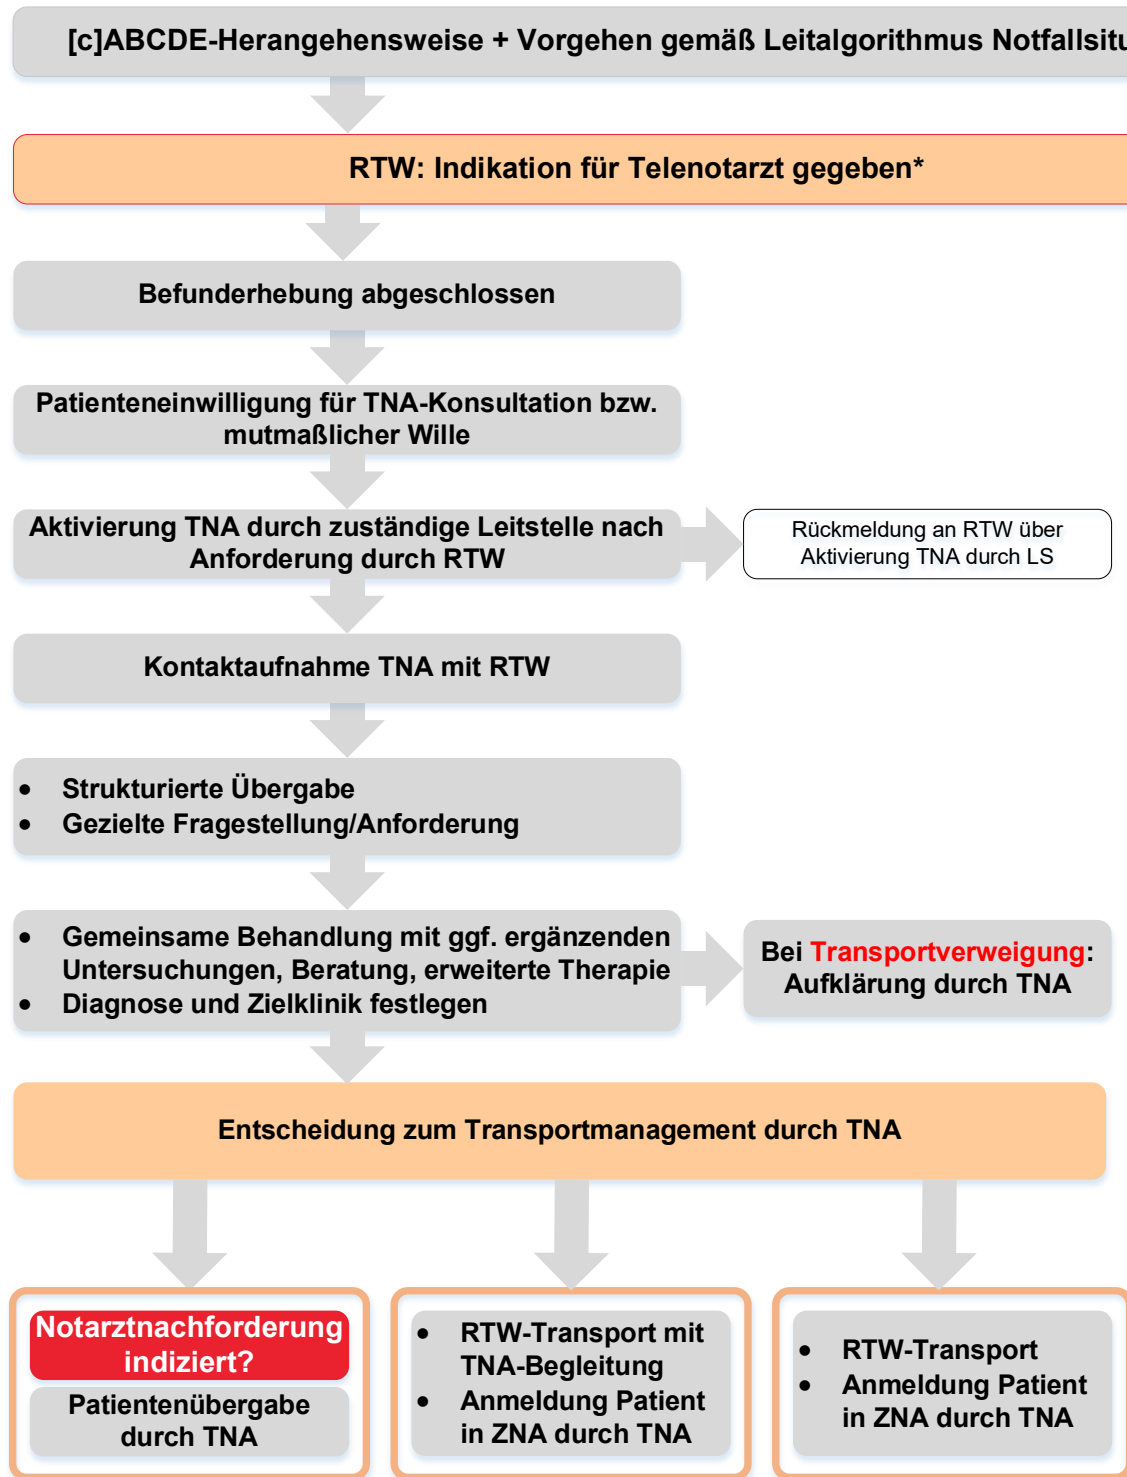 [c]ABCDE-Herangehensweise + Vorgehen gemäß Leitalgorithmus
RTW: Indikation für Telenotarzt gegeben*
Befunderhebung abgeschlossen
Patienteneinwilligung für TNA-Konsultation bzw.
mutmaßlicher Wille
Aktivierung TNA durch zuständige Leitstelle nach
Anforderung durch RTW
Rückmeldung an RTW über
Aktivierung TNA durch LS
Kontaktaufnahme TNA mit RTW
• Strukturierte Übergabe
• Gezielte Fragestellung/Anforderung
• Gemeinsame Behandlung mit ggf. ergänzenden
Untersuchungen, Beratung, erweiterte Therapie
• Diagnose und Zielklinik festlegen
Bei Transportverweigung:
Aufklärung durch TNA
Entscheidung zum Transportmanagement durch TNA
Notarztnachforderung
indiziert?
Patientenübergabe
durch TNA
• RTW-Transport mit
TNA-Begleitung
• Anmeldung Patient
in ZNA durch TNA
• RTW-Transport
• Anmeldung Patient
in ZNA durch TNA